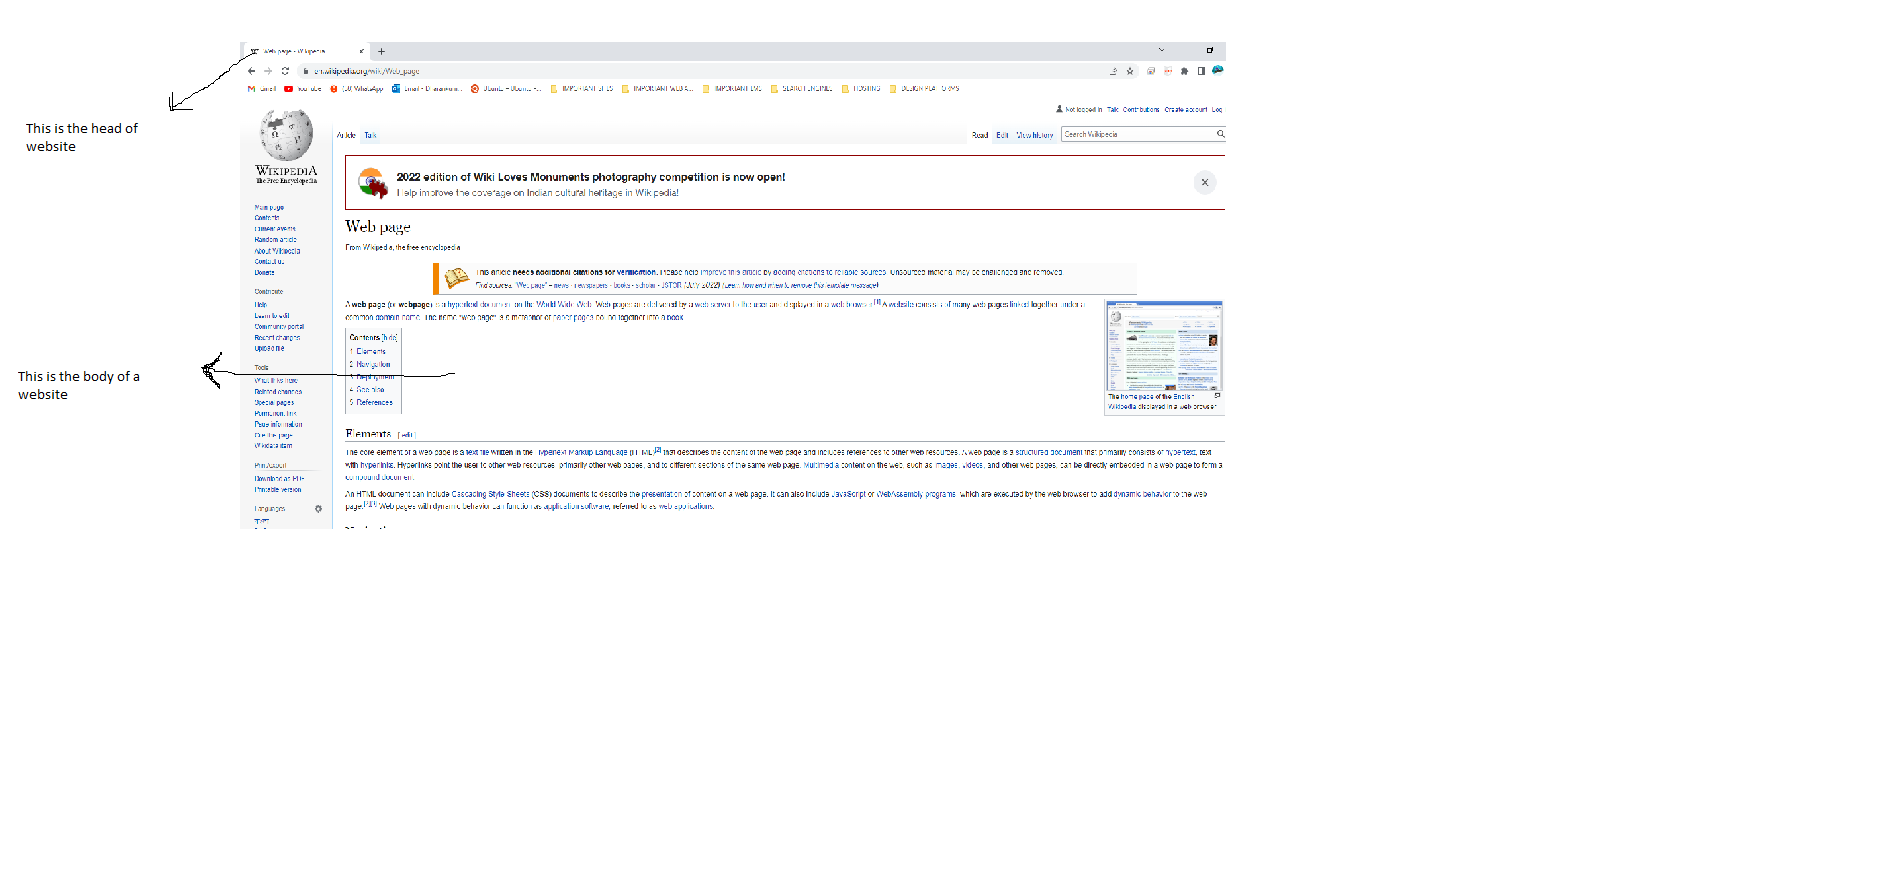 Web page - Wikipedia
en.wikipedia.org/wiki/Web_page
Gmail YouTube WhatsApp IMPORTANT SITES IMPORTANT SEARCH ENGINES HOSTING DESIGN PLATFORMS
Not logged in Talk Contributions Create account Log
This is the head of
website
Article Talk Read Edit View history Search Wikipedia
WIKIPEDIA
The Free Encyclopedia
2022 edition of Wiki Loves Monuments photography competition is now open!
Help improve the coverage on Indian cultural heritage in Wikipedia!
Main page
Contents
Current events
Random article
About Wikipedia
Contact us
Donate
Contribute
Help
Learn to edit
Community portal
Recent changes
Upload file
Tools
What links here
Related changes
Special pages
Permanent link
Page information
Cite this page
Wikidata item
Print/export
Download as PDF
Printable version
Languages
Web page
From Wikipedia, the free encyclopedia
This article needs additional citations for verification. Please help improve this article by adding citations to reliable sources. Unsourced material may be challenged and removed.
Find sources: "Web page" – news · newspapers · books · scholar · JSTOR (July 2022) (Learn how and when to remove this template message)
A web page (or webpage) is a hypertext document on the World Wide Web. Web pages are delivered by a web server to the user and displayed in a web browser.[1] A website consists of many web pages linked together under a
common domain name. The name "web page" is a metaphor of paper pages bound together into a book.
Contents [hide]
1 Elements
2 Navigation
3 Deployment
4 See also
5 References
The home page of the English
Wikipedia displayed in a web browser
This is the body of a
website
Elements [ edit ]
The core element of a web page is a text file written in the Hypertext Markup Language (HTML)[2] that describes the content of the web page and includes references to other web resources. A web page is a structured document that primarily consists of hypertext, text
with hyperlinks. Hyperlinks point the user to other web resources, primarily other web pages, and to different sections of the same web page. Multimedia content on the web, such as images, videos, and other web pages, can be directly embedded in a web page to form a
compound document.
An HTML document can include Cascading Style Sheets (CSS) documents to describe the presentation of content on a web page. It can also include JavaScript or WebAssembly programs, which are executed by the web browser to add dynamic behavior to the web
page. Web pages with dynamic behavior can function as application software, referred to as web applications.